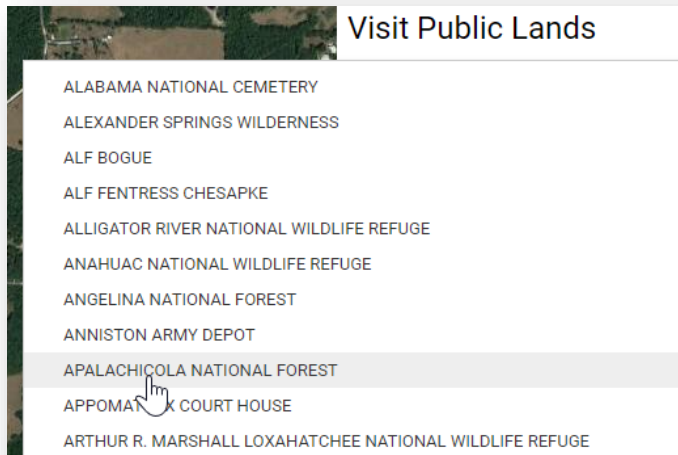 Visit Public Lands
ALABAMA NATIONAL CEMETERY
ALEXANDER SPRINGS WILDERNESS
ALF BOGUE
ALF FENTRESS CHESAPKE
ALLIGATOR RIVER NATIONAL WILDLIFE REFUGE
ANAHUAC NATIONAL WILDLIFE REFUGE
ANGELINA NATIONAL FOREST
ANNISTON ARMY DEPOT
APALACHICOLA NATIONAL FOREST
COURT HOUSE
ARTHUR R. MARSHALL LOXAHATCHEE NATIONAL WILDLIFE REFUGE